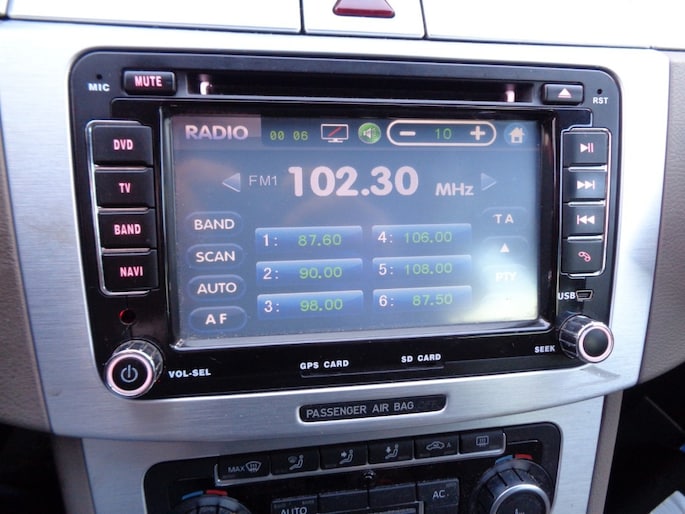 MIC MUTE RST
DVD
TV
BAND
NAVI
RADIO 00 06 10
FM1 102.30 MHz
BAND
SCAN
AUTO
AF
1: 87.60 4: 106.00
2: 90.00 5: 108.00
3: 98.00 6: 87.50
TA
PTY
USB
VOL-SEL GPS CARD SD CARD SEEK
PASSENGER AIR BAG
MAX A
AUTO AC